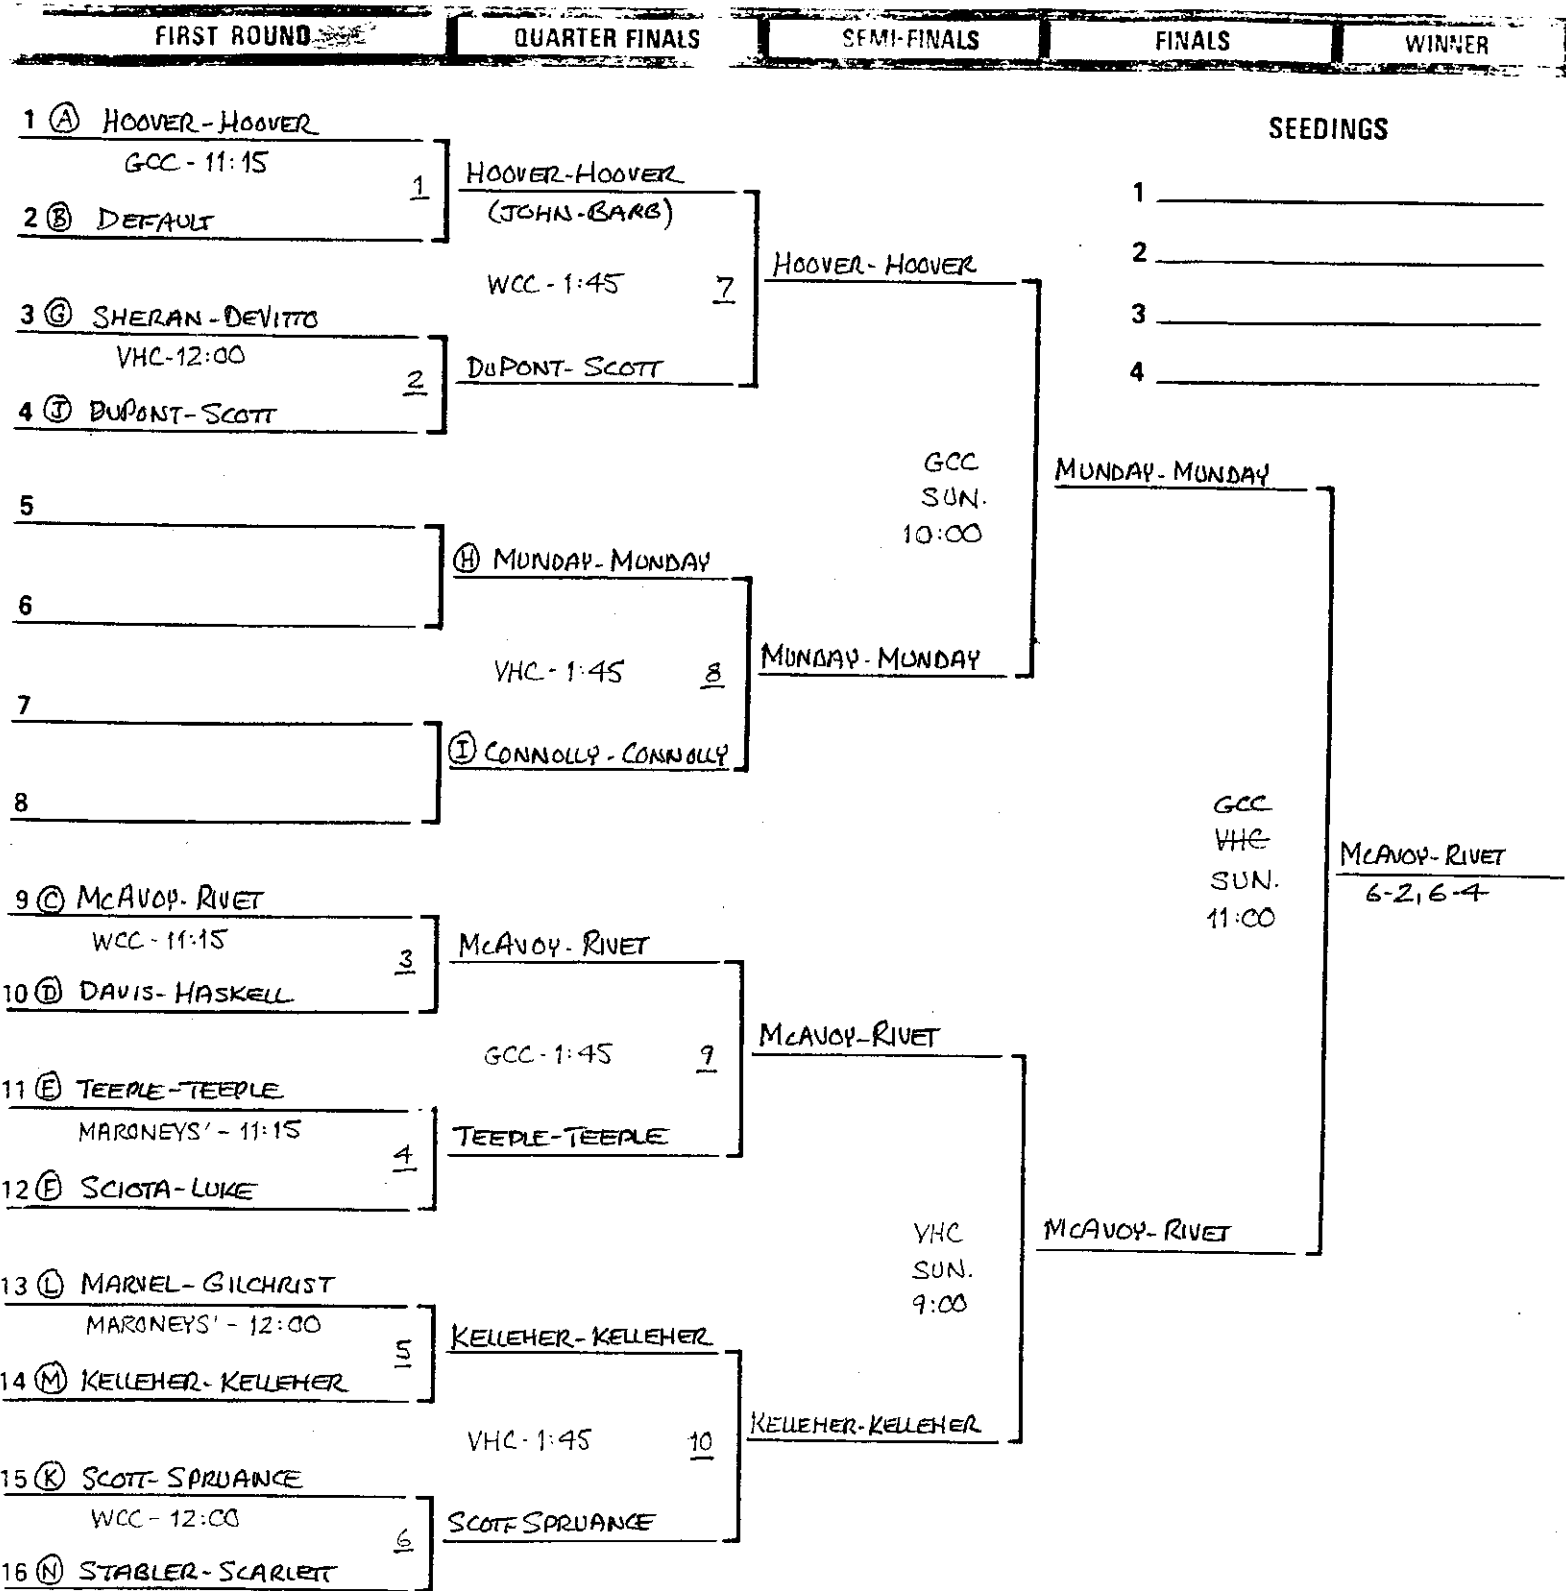 FIRST ROUND QUARTER FINALS SEMI-FINALS FINALS WINNER
SEEDINGS
1
2
3
4
1 (A) HOOVER-HOOVER
GCC - 11:15
1
2 (B) DEFAULT
3 (G) SHERAN-DEVITTO
VHC-12:00
2
4 (J) DUPONT-SCOTT
5
6
7
8
9 (C) MCAVOY-RIVET
WCC - 11:15
3
10 (D) DAVIS-HASKELL
11 (E) TEEPLE-TEEPLE
MARONEYS' - 11:15
4
12 (F) SCIOTA-LUKE
13 (L) MARVEL-GILCHRIST
MARONEYS' - 12:00
5
14 (M) KELLEHER-KELLEHER
15 (K) SCOTT-SPRUANCE
WCC - 12:00
6
16 (N) STABLER-SCARLETT
HOOVER-HOOVER
(JOHN-BARB)
WCC - 1:45 7
DUPONT-SCOTT
(H) MUNDAY-MUNDAY
VHC - 1:45 8
(I) CONNOLLY-CONNOLLY
MCAVOY-RIVET
GCC - 1:45 9
TEEPLE-TEEPLE
KELLEHER-KELLEHER
VHC - 1:45 10
SCOTT SPRUANCE
HOOVER-HOOVER
GCC
SUN.
10:00
MUNDAY-MUNDAY
MCAVOY-RIVET
VHC
SUN.
9:00
KELLEHER-KELLEHER
MUNDAY-MUNDAY
GCC
VHC
SUN.
11:00
MCAVOY-RIVET
MCAVOY-RIVET
6-2, 6-4